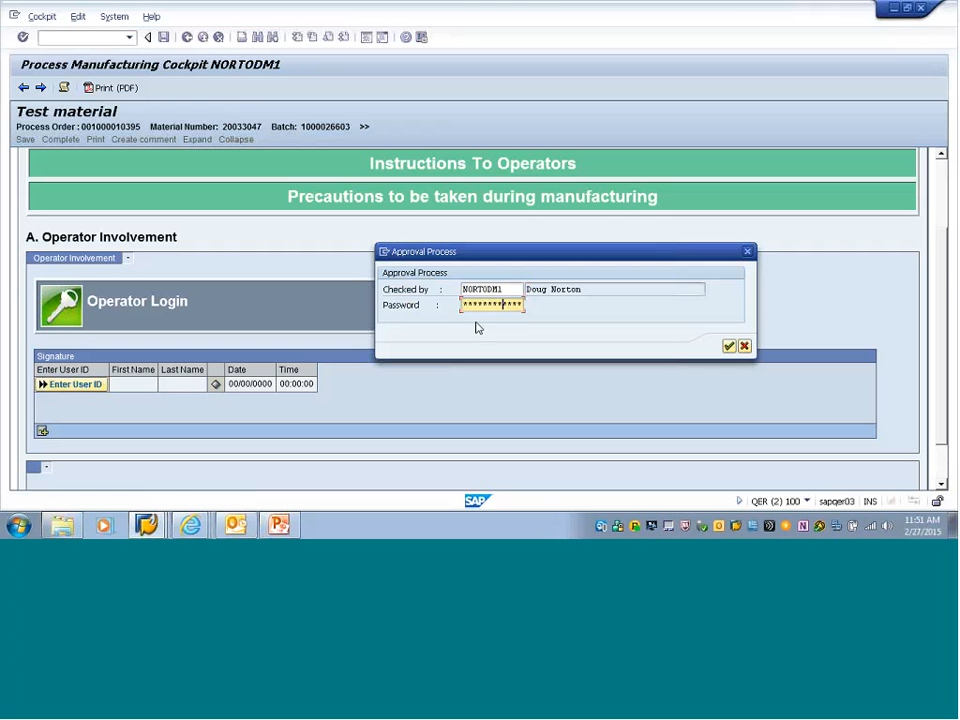 Cockpit Edit System Help
Process Manufacturing Cockpit NORTODM1
Print (PDF)
Test material
Process Order: 001000010395 Material Number: 20033047 Batch: 1000026603 >>
Save Complete Print Create comment Expand Collapse
Instructions To Operators
Precautions to be taken during manufacturing
A. Operator Involvement
Operator Involvement
Operator Login
Approval Process
Approval Process
Checked by : NORTODM1 Doug Norton
Password : ************
Signature
Enter User ID First Name Last Name Date Time
Enter User ID 00/00/0000 00:00:00
SAP
QER (2) 100 sapqer03 INS
11:51 AM
2/27/2015